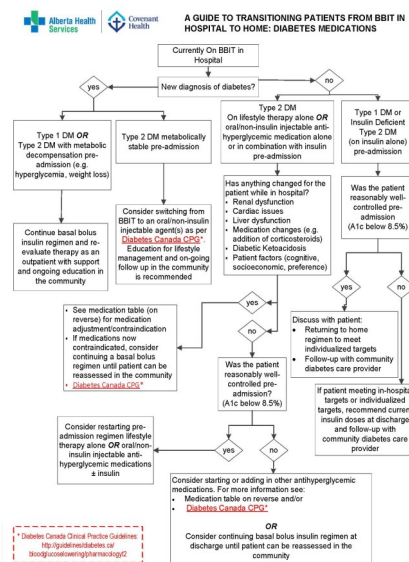 Alberta Health
Services
Covenant
Health
A GUIDE TO TRANSITIONING PATIENTS FROM BBIT IN
HOSPITAL TO HOME: DIABETES MEDICATIONS
Currently On BBIT in
Hospital
New diagnosis of diabetes?
yes
no
Type 1 DM OR
Type 2 DM with metabolic
decompensation pre-
admission (e.g.
hyperglycemia, weight loss)
Type 2 DM metabolically
stable pre-admission
Type 2 DM
On lifestyle therapy alone OR
oral/non-insulin injectable anti-
hyperglycemic medication alone
or in combination with insulin
pre-admission
Type 1 DM or
Insulin Deficient
Type 2 DM
(on insulin alone)
pre-admission
Continue basal bolus
insulin regimen and re-
evaluate therapy as an
outpatient with support
and ongoing education in
the community
Consider switching from
BBIT to an oral/non-insulin
injectable agent(s) as per
Diabetes Canada CPG*.
Education for lifestyle
management and on-going
follow up in the community
is recommended
Has anything changed for the
patient while in hospital?
• Renal dysfunction
• Cardiac issues
• Liver dysfunction
• Medication changes (e.g.
addition of corticosteroids)
• Diabetic Ketoacidosis
• Patient factors (cognitive,
socioeconomic, preference)
Was the patient
reasonably well-
controlled pre-
admission
(A1c below 8.5%)
yes
no
• See medication table (on
reverse) for medication
adjustment/contraindication
• If medications now
contraindicated, consider
continuing a basal bolus
regimen until patient can be
reassessed in the community
• Diabetes Canada CPG*
yes
no
Discuss with patient:
• Returning to home
regimen to meet
individualized targets
• Follow-up with community
diabetes care provider
Was the patient
reasonably well-
controlled pre-
admission?
(A1c below 8.5%)
If patient meeting in-hospital
targets or individualized
targets, recommend current
insulin doses at discharge
and follow-up with
community diabetes care
provider
Consider restarting pre-
admission regimen lifestyle
therapy alone OR oral/non-
insulin injectable anti-
hyperglycemic medications
± insulin
yes
no
Consider starting or adding in other antihyperglycemic
medications. For more information see:
• Medication table on reverse and/or
• Diabetes Canada CPG*
OR
Consider continuing basal bolus insulin regimen at
discharge until patient can be reassessed in the
community
* Diabetes Canada Clinical Practice Guidelines:
http://guidelines/diabetes.ca/
bloodglucoselowering/pharmacologyt2